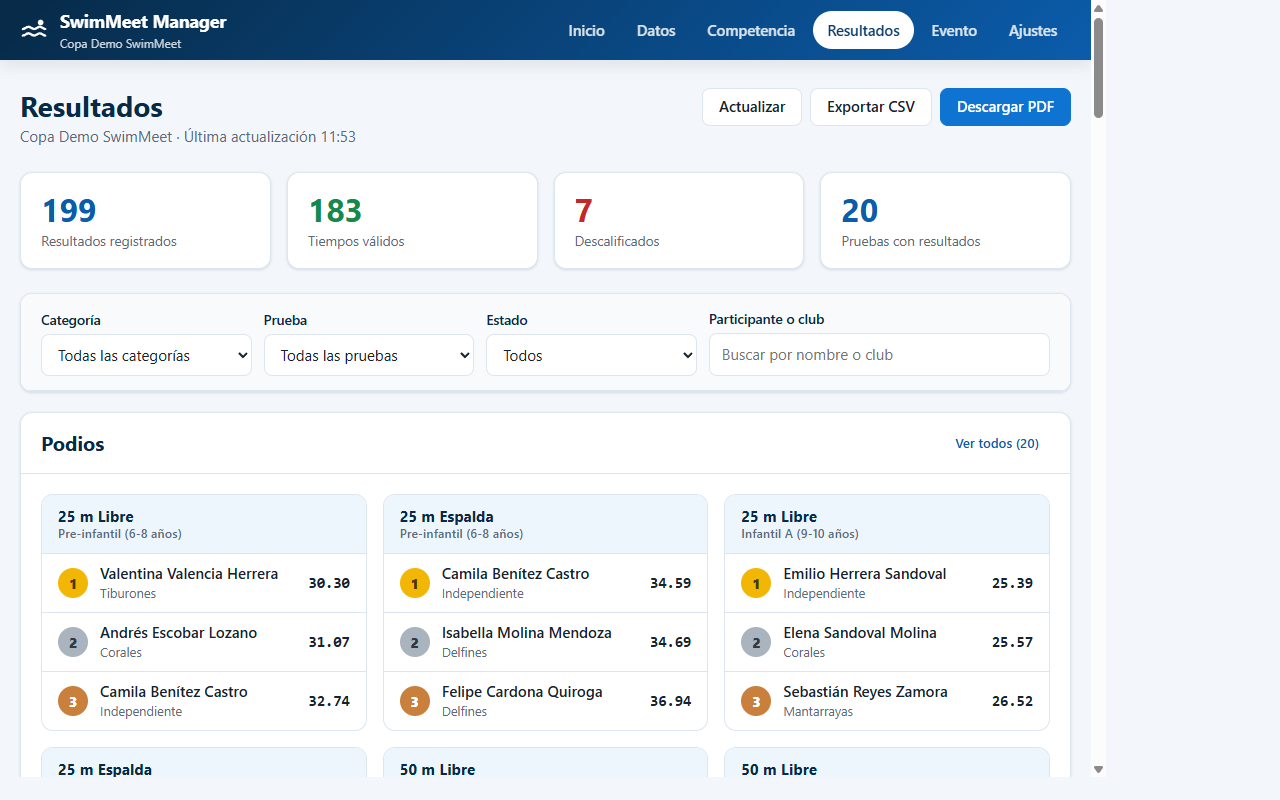 SwimMeet Manager
Copa Demo SwimMeet
Inicio
Datos
Competencia
Resultados
Evento
Ajustes
Resultados
Copa Demo SwimMeet · Última actualización 11:53
Actualizar
Exportar CSV
Descargar PDF
199
Resultados registrados
183
Tiempos válidos
7
Descalificados
20
Pruebas con resultados
Categoría
Todas las categorías
Prueba
Todas las pruebas
Estado
Todos
Participante o club
Buscar por nombre o club
Podios
Ver todos (20)
25 m Libre
Pre-infantil (6-8 años)
1 Valentina Valencia Herrera 30.30
Tiburones
2 Andrés Escobar Lozano 31.07
Corales
3 Camila Benítez Castro 32.74
Independiente
25 m Espalda
Pre-infantil (6-8 años)
1 Camila Benítez Castro 34.59
Independiente
2 Isabella Molina Mendoza 34.69
Delfines
3 Felipe Cardona Quiroga 36.94
Delfines
25 m Libre
Infantil A (9-10 años)
1 Emilio Herrera Sandoval 25.39
Independiente
2 Elena Sandoval Molina 25.57
Corales
3 Sebastián Reyes Zamora 26.52
Mantarrayas
25 m Espalda
50 m Libre
50 m Libre